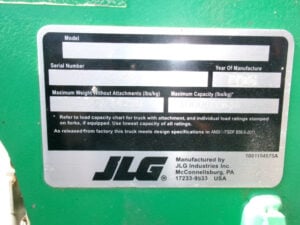 Model
Serial Number
Year Of Manufacture
Maximum Weight Without Attachments (lbs/kg)
Maximum Capacity (lbs/kg)*
* Refer to load capacity chart for truck with attachment, and individual load ratings stamped
on forks, if equipped. Use lowest capacity of all ratings.
As released from factory this truck meets design specifications in ANSI
JLG®
Manufactured by
JLG Industries Inc.
McConnellsburg, PA
17233-9533 USA